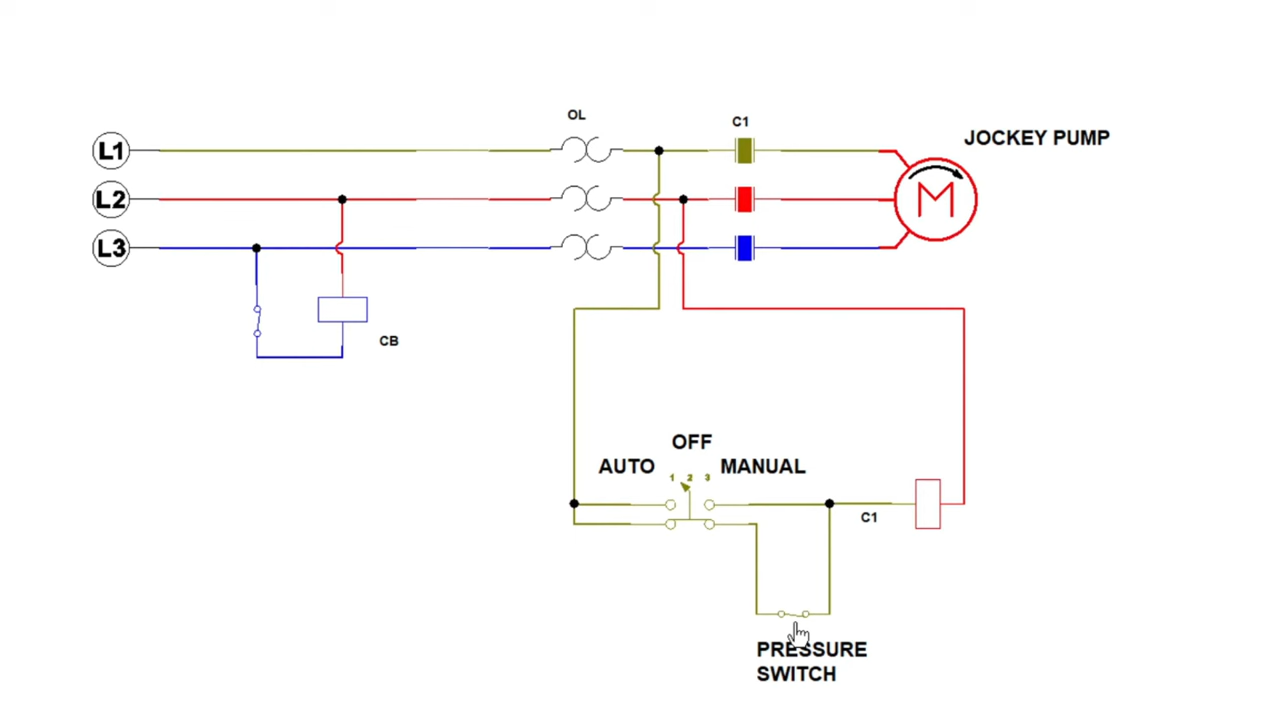 OL
C1
JOCKEY PUMP
L1
L2
L3
M
CB
OFF
AUTO
MANUAL
1 2 3
C1
PRESSURE
SWITCH